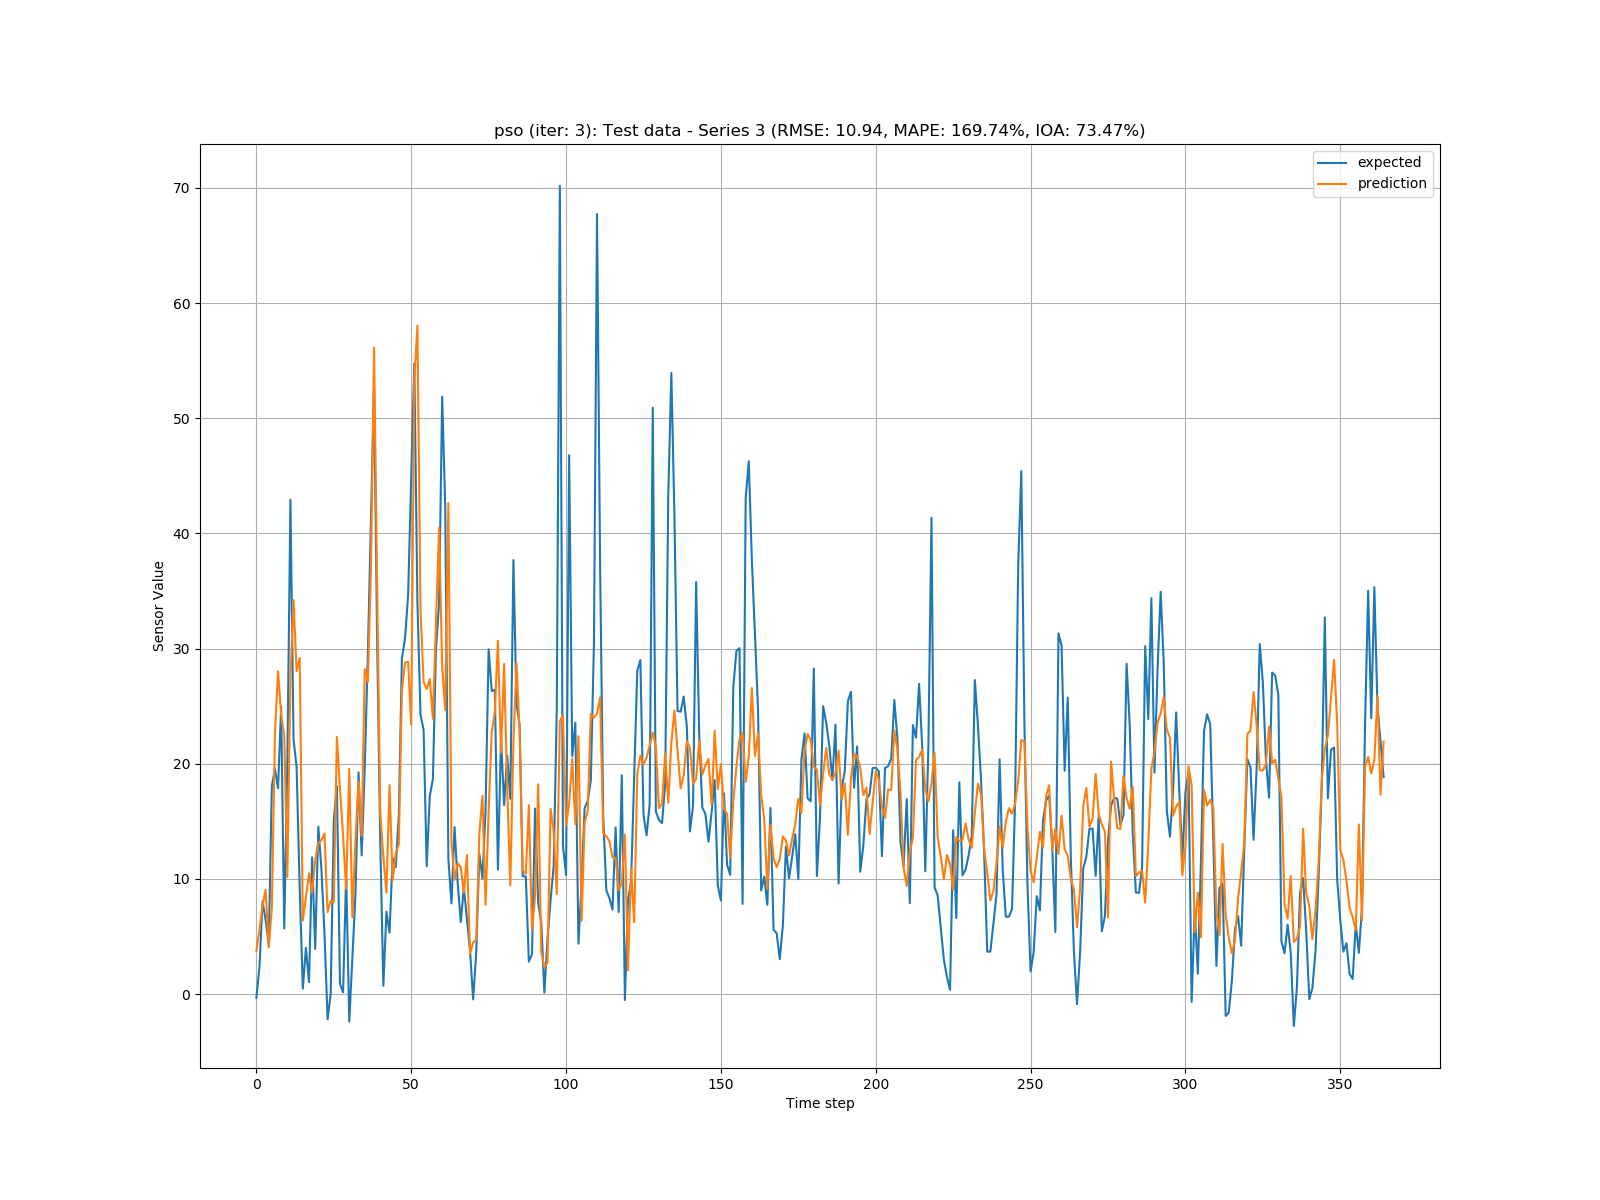 pso (iter: 3): Test data - Series 3 (RMSE: 10.94, MAPE: 169.74%, IOA: 73.47%)
expected
prediction
70
60
50
40
30
20
10
0
Sensor Value
0 50 100 150 200 250 300 350
Time step